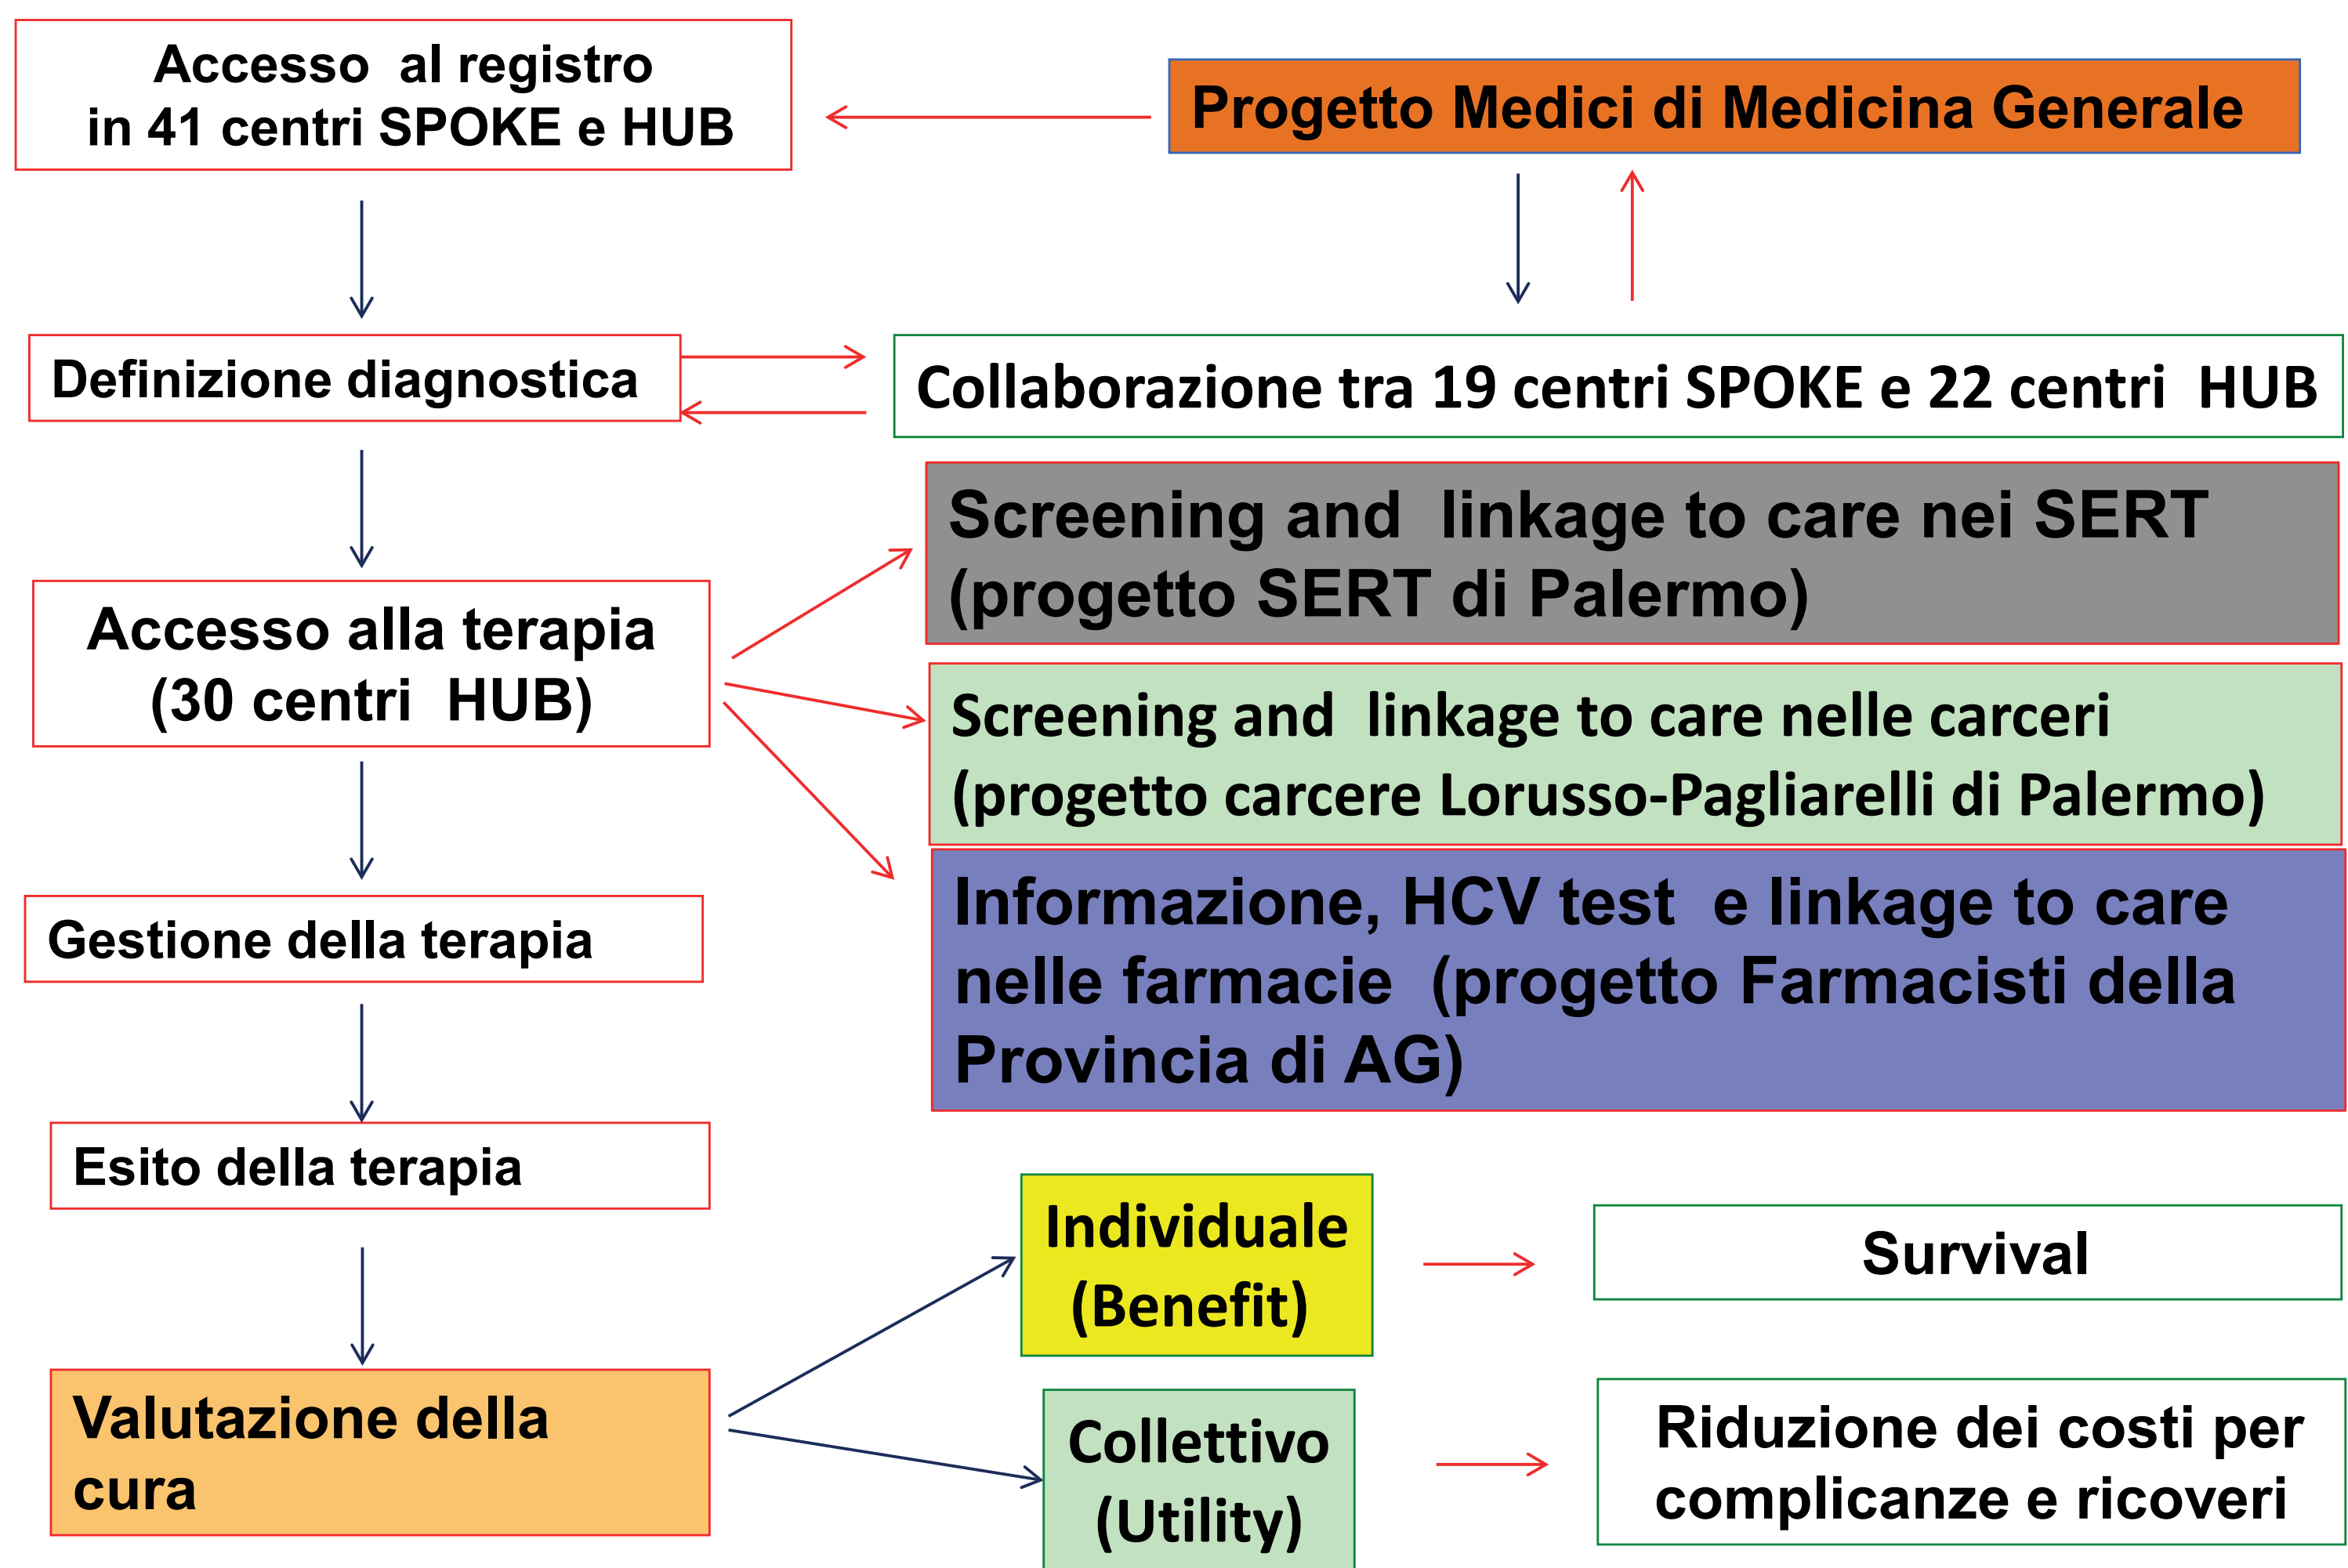 Accesso al registro
in 41 centri SPOKE e HUB
Progetto Medici di Medicina Generale
Definizione diagnostica
Collaborazione tra 19 centri SPOKE e 22 centri HUB
Screening and linkage to care nei SERT
(progetto SERT di Palermo)
Accesso alla terapia
(30 centri HUB)
Screening and linkage to care nelle carceri
(progetto carcere Lorusso-Pagliarelli di Palermo)
Informazione, HCV test e linkage to care
nelle farmacie (progetto Farmacisti della
Provincia di AG)
Gestione della terapia
Esito della terapia
Individuale
(Benefit)
Survival
Valutazione della
cura
Collettivo
(Utility)
Riduzione dei costi per
complicanze e ricoveri